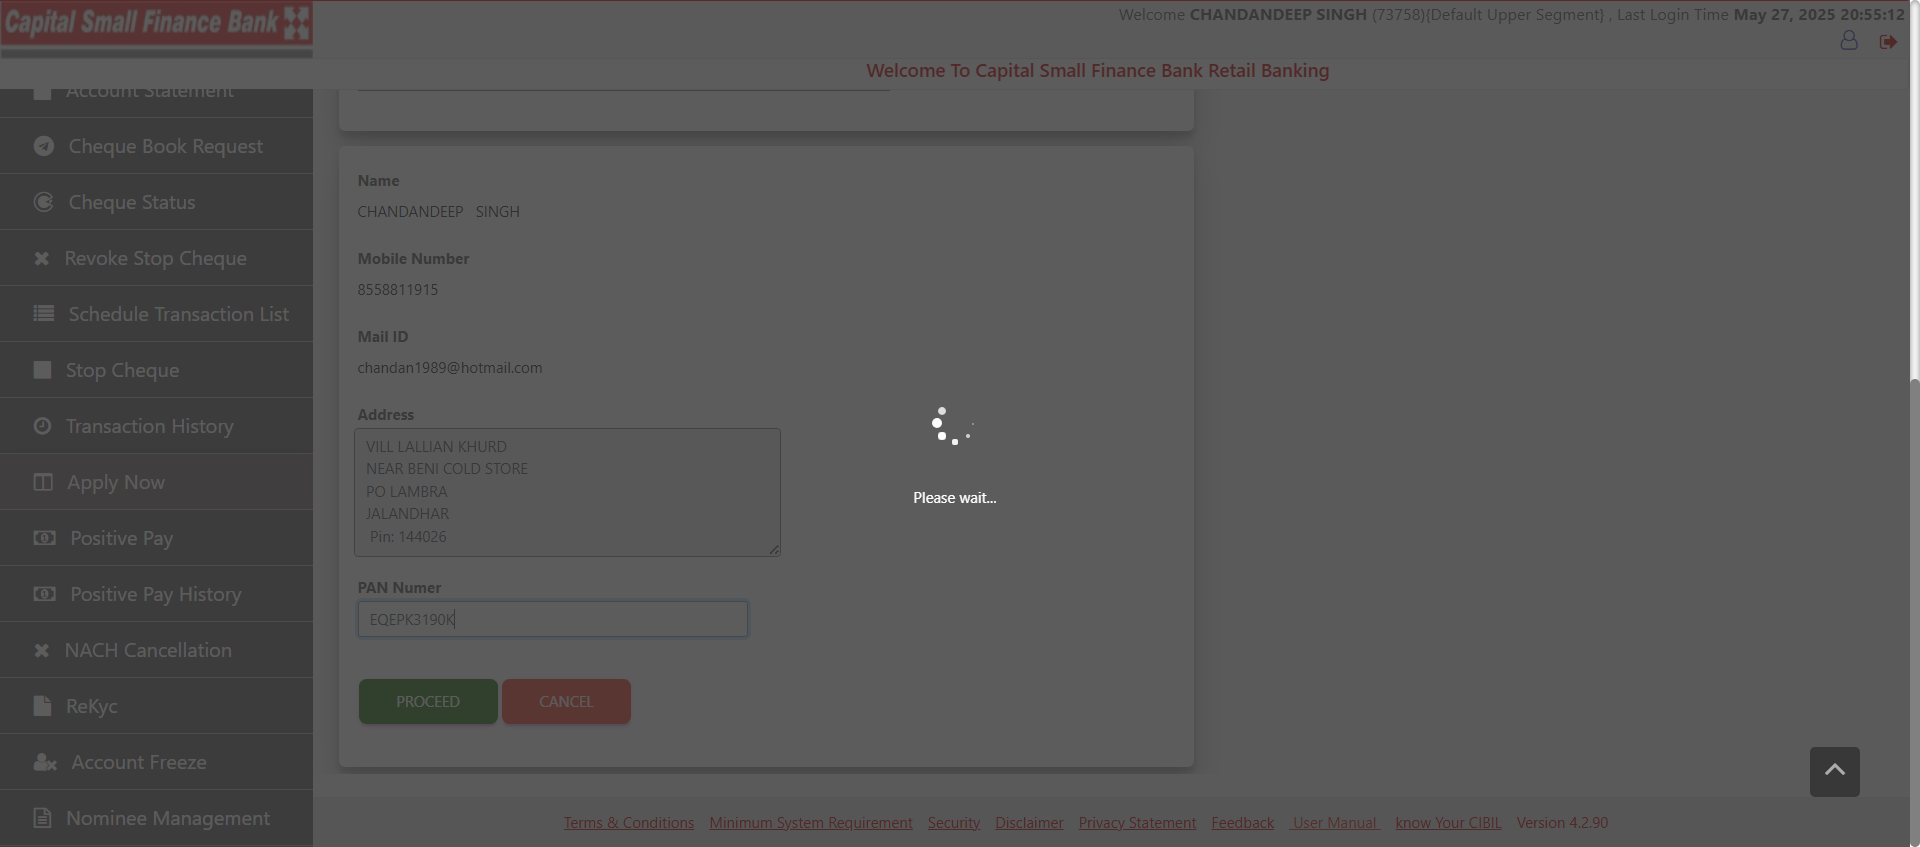 Capital Small Finance Bank
Welcome CHANDANDEEP SINGH (73758){Default Upper Segment} , Last Login Time May 27, 2025 20:55:12
Welcome To Capital Small Finance Bank Retail Banking
Account Statement
Cheque Book Request
Cheque Status
Revoke Stop Cheque
Schedule Transaction List
Stop Cheque
Transaction History
Apply Now
Positive Pay
Positive Pay History
NACH Cancellation
ReKyc
Account Freeze
Nominee Management
Name
CHANDANDEEP SINGH
Mobile Number
8558811915
Mail ID
chandan1989@hotmail.com
Address
VILL LALLIAN KHURD
NEAR BENI COLD STORE
PO LAMBRA
JALANDHAR
Pin: 144026
PAN Numer
EQEPK3190K
PROCEED CANCEL
Please wait...
Terms & Conditions Minimum System Requirement Security Disclaimer Privacy Statement Feedback User Manual know Your CIBIL Version 4.2.90